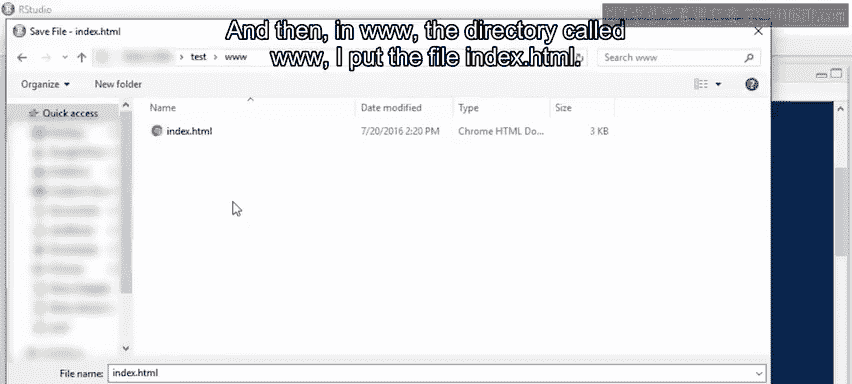 RStudio
Save File - index.html
And then, in www, the directory called
www, I put the file index.html.
test
www
Search www
Organize
New folder
Quick access
Name
Date modified
Type
Size
index.html
7/20/2016 2:20 PM
Chrome HTML Do...
3 KB
File name:
index.html